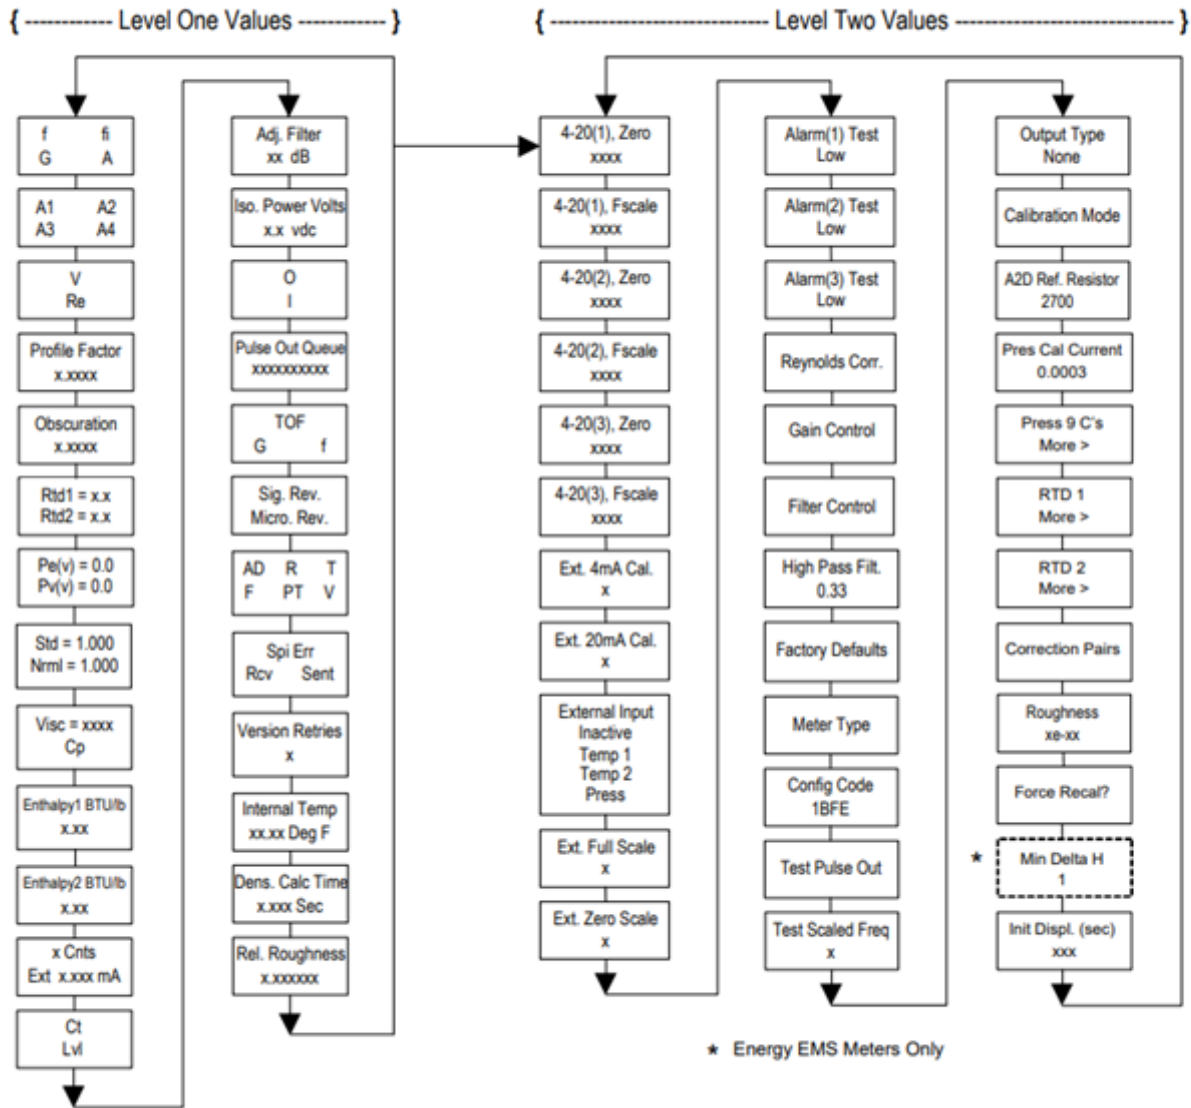 { ------------ Level One Values ------------ }
{ ------------------------------ Level Two Values ------------------------------ }
f fi
G A
A1 A2
A3 A4
V
Re
Profile Factor
x.xxxx
Obscuration
x.xxxx
Rtd1 = x.x
Rtd2 = x.x
Pe(v) = 0.0
Pv(v) = 0.0
Std = 1.000
Nrml = 1.000
Visc = xxxx
Cp
Enthalpy1 BTU/lb
x.xx
Enthalpy2 BTU/lb
x.xx
x Cnts
Ext x.xxx mA
Ct
Lvl
Adj. Filter
xx dB
Iso. Power Volts
x.x vdc
O
I
Pulse Out Queue
xxxxxxxxxx
TOF
G f
Sig. Rev.
Micro. Rev.
AD R T
F PT V
Spi Err
Rcv Sent
Version Retries
x
Internal Temp
xx.xx Deg F
Dens. Calc Time
x.xxx Sec
Rel. Roughness
x.xxxxxx
4-20(1), Zero
xxxx
4-20(1), Fscale
xxxx
4-20(2), Zero
xxxx
4-20(2), Fscale
xxxx
4-20(3), Zero
xxxx
4-20(3), Fscale
xxxx
Ext. 4mA Cal.
x
Ext. 20mA Cal.
x
External Input
Inactive
Temp 1
Temp 2
Press
Ext. Full Scale
x
Ext. Zero Scale
x
Alarm(1) Test
Low
Alarm(2) Test
Low
Alarm(3) Test
Low
Reynolds Corr.
Gain Control
Filter Control
High Pass Filt.
0.33
Factory Defaults
Meter Type
Config Code
1BFE
Test Pulse Out
Test Scaled Freq
x
Output Type
None
Calibration Mode
A2D Ref. Resistor
2700
Pres Cal Current
0.0003
Press 9 C's
More >
RTD 1
More >
RTD 2
More >
Correction Pairs
Roughness
xe-xx
Force Recal?
* Min Delta H
1
Init Displ. (sec)
xxx
* Energy EMS Meters Only